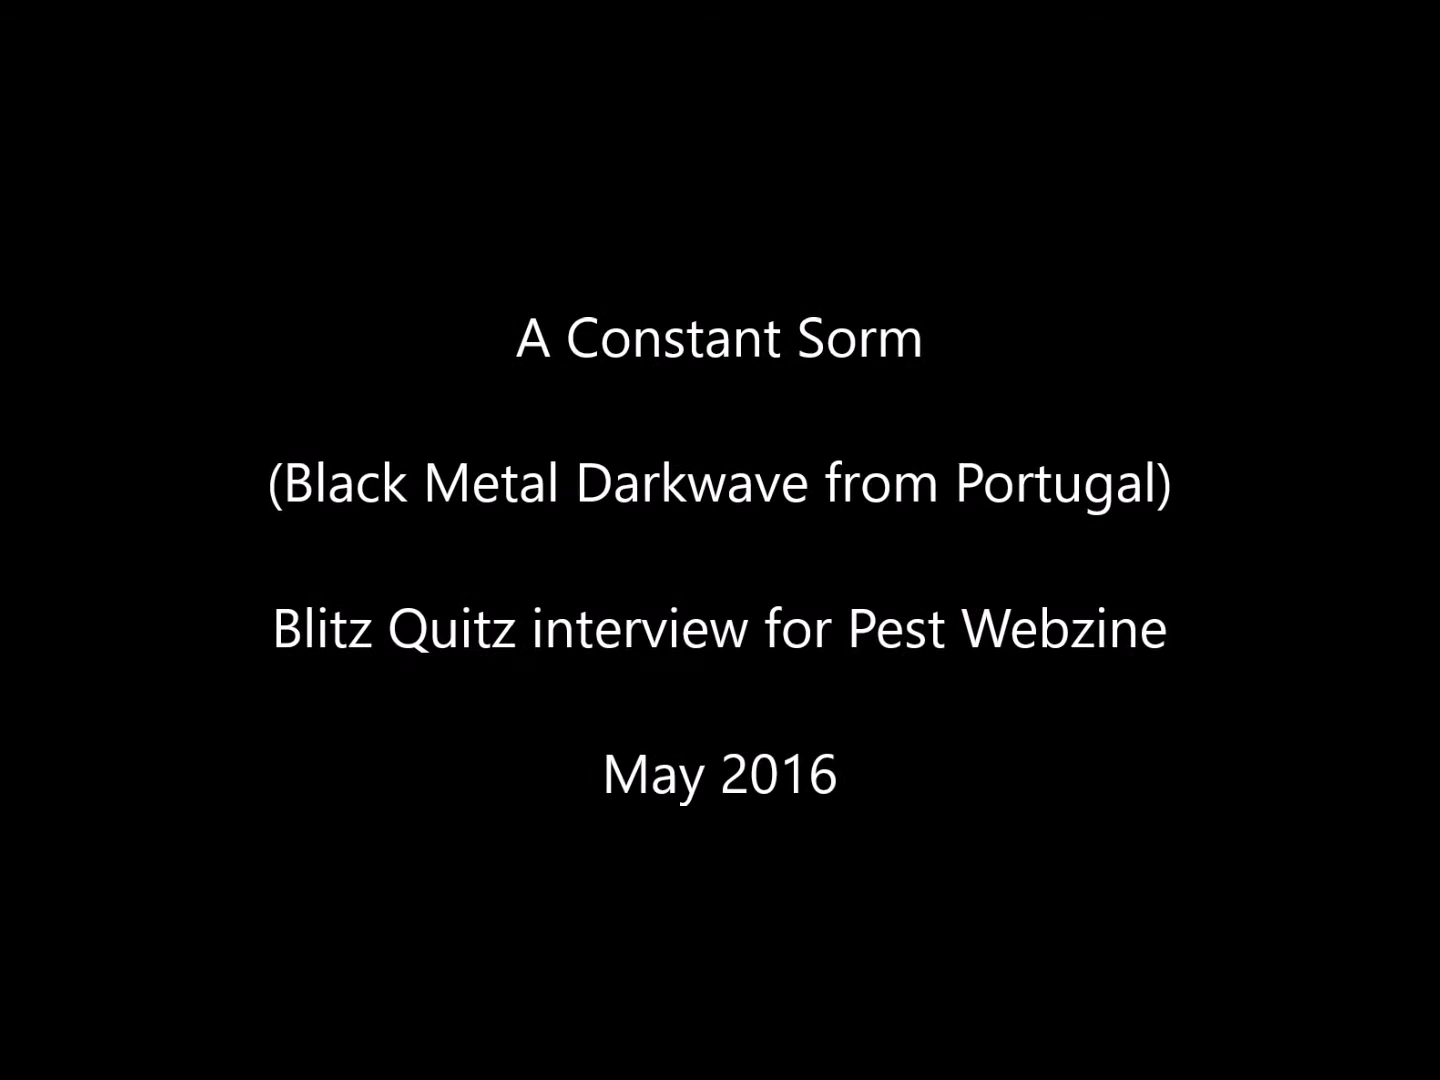 A Constant Sorm
(Black Metal Darkwave from Portugal)
Blitz Quitz interview for Pest Webzine
May 2016